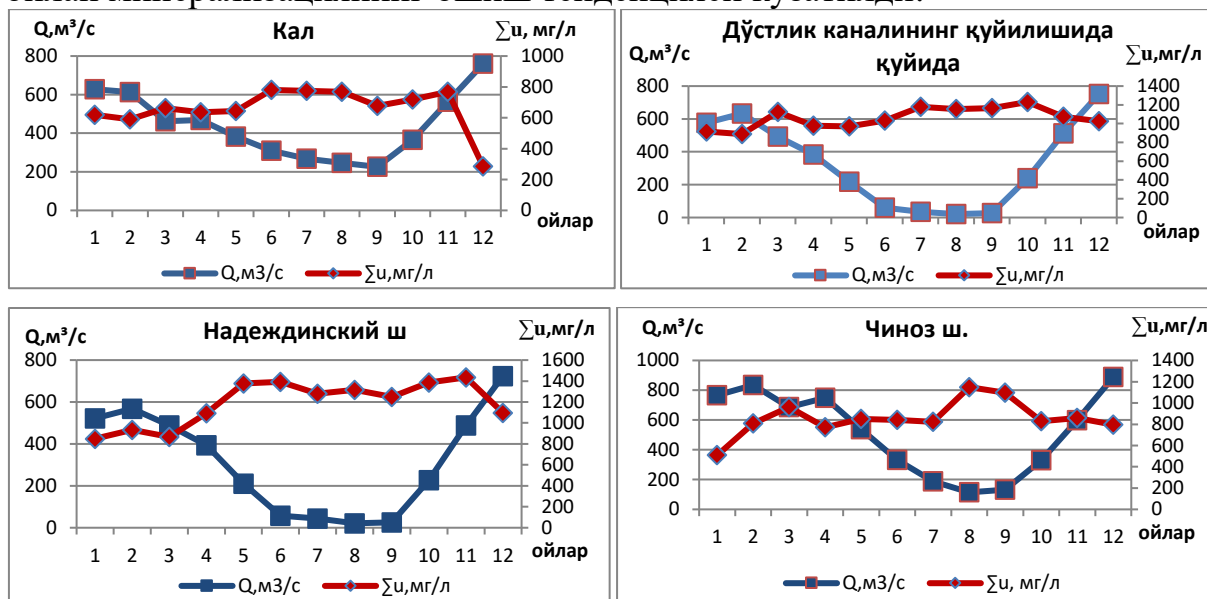 билан минерализациянинг ошиш тенденцияси кузатилди.
Q,м³/с Кал ∑u, мг/л
800 1000
600 800
400 600
200 400
0 200
0
1 2 3 4 5 6 7 8 9 10 11 12
ойлар
Q,м3/с ∑u,мг/л
Дўстлик каналининг қуйилишида
қуйида
Q,м³/с ∑u,мг/л
800 1400
600 1200
400 1000
200 800
0 600
400
200
0
1 2 3 4 5 6 7 8 9 10 11 12
ойлар
Q,м3/с ∑u,мг/л
Q,м³/с Надеждинский ш ∑u,мг/л
800 1600
600 1400
400 1200
200 1000
0 800
600
400
200
0
1 2 3 4 5 6 7 8 9 10 11 12
ойлар
Q,м3/с ∑u,мг/л
Q,м³/с Чиноз ш. ∑u,мг/л
1000 1400
800 1200
600 1000
400 800
200 600
0 400
200
0
1 2 3 4 5 6 7 8 9 10 11 12
ойлар
Q,м3/с ∑u, мг/л